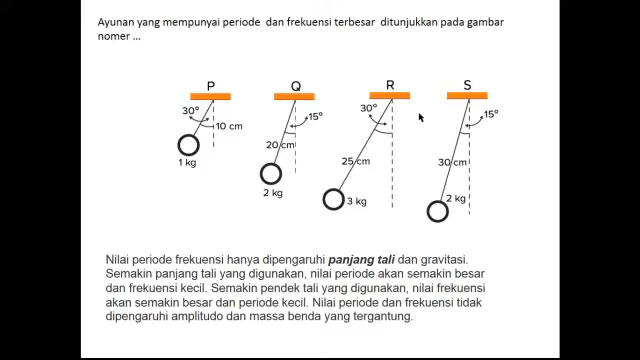 Ayunan yang mempunyai periode dan frekuensi terbesar ditunjukkan pada gambar
nomer ...
P
Q
R
S
30°
10 cm
1 kg
15°
20 cm
2 kg
30°
25 cm
3 kg
15°
30 cm
2 kg
Nilai periode frekuensi hanya dipengaruhi panjang tali dan gravitasi.
Semakin panjang tali yang digunakan, nilai periode akan semakin besar
dan frekuensi kecil. Semakin pendek tali yang digunakan, nilai frekuensi
akan semakin besar dan periode kecil. Nilai periode dan frekuensi tidak
dipengaruhi amplitudo dan massa benda yang tergantung.